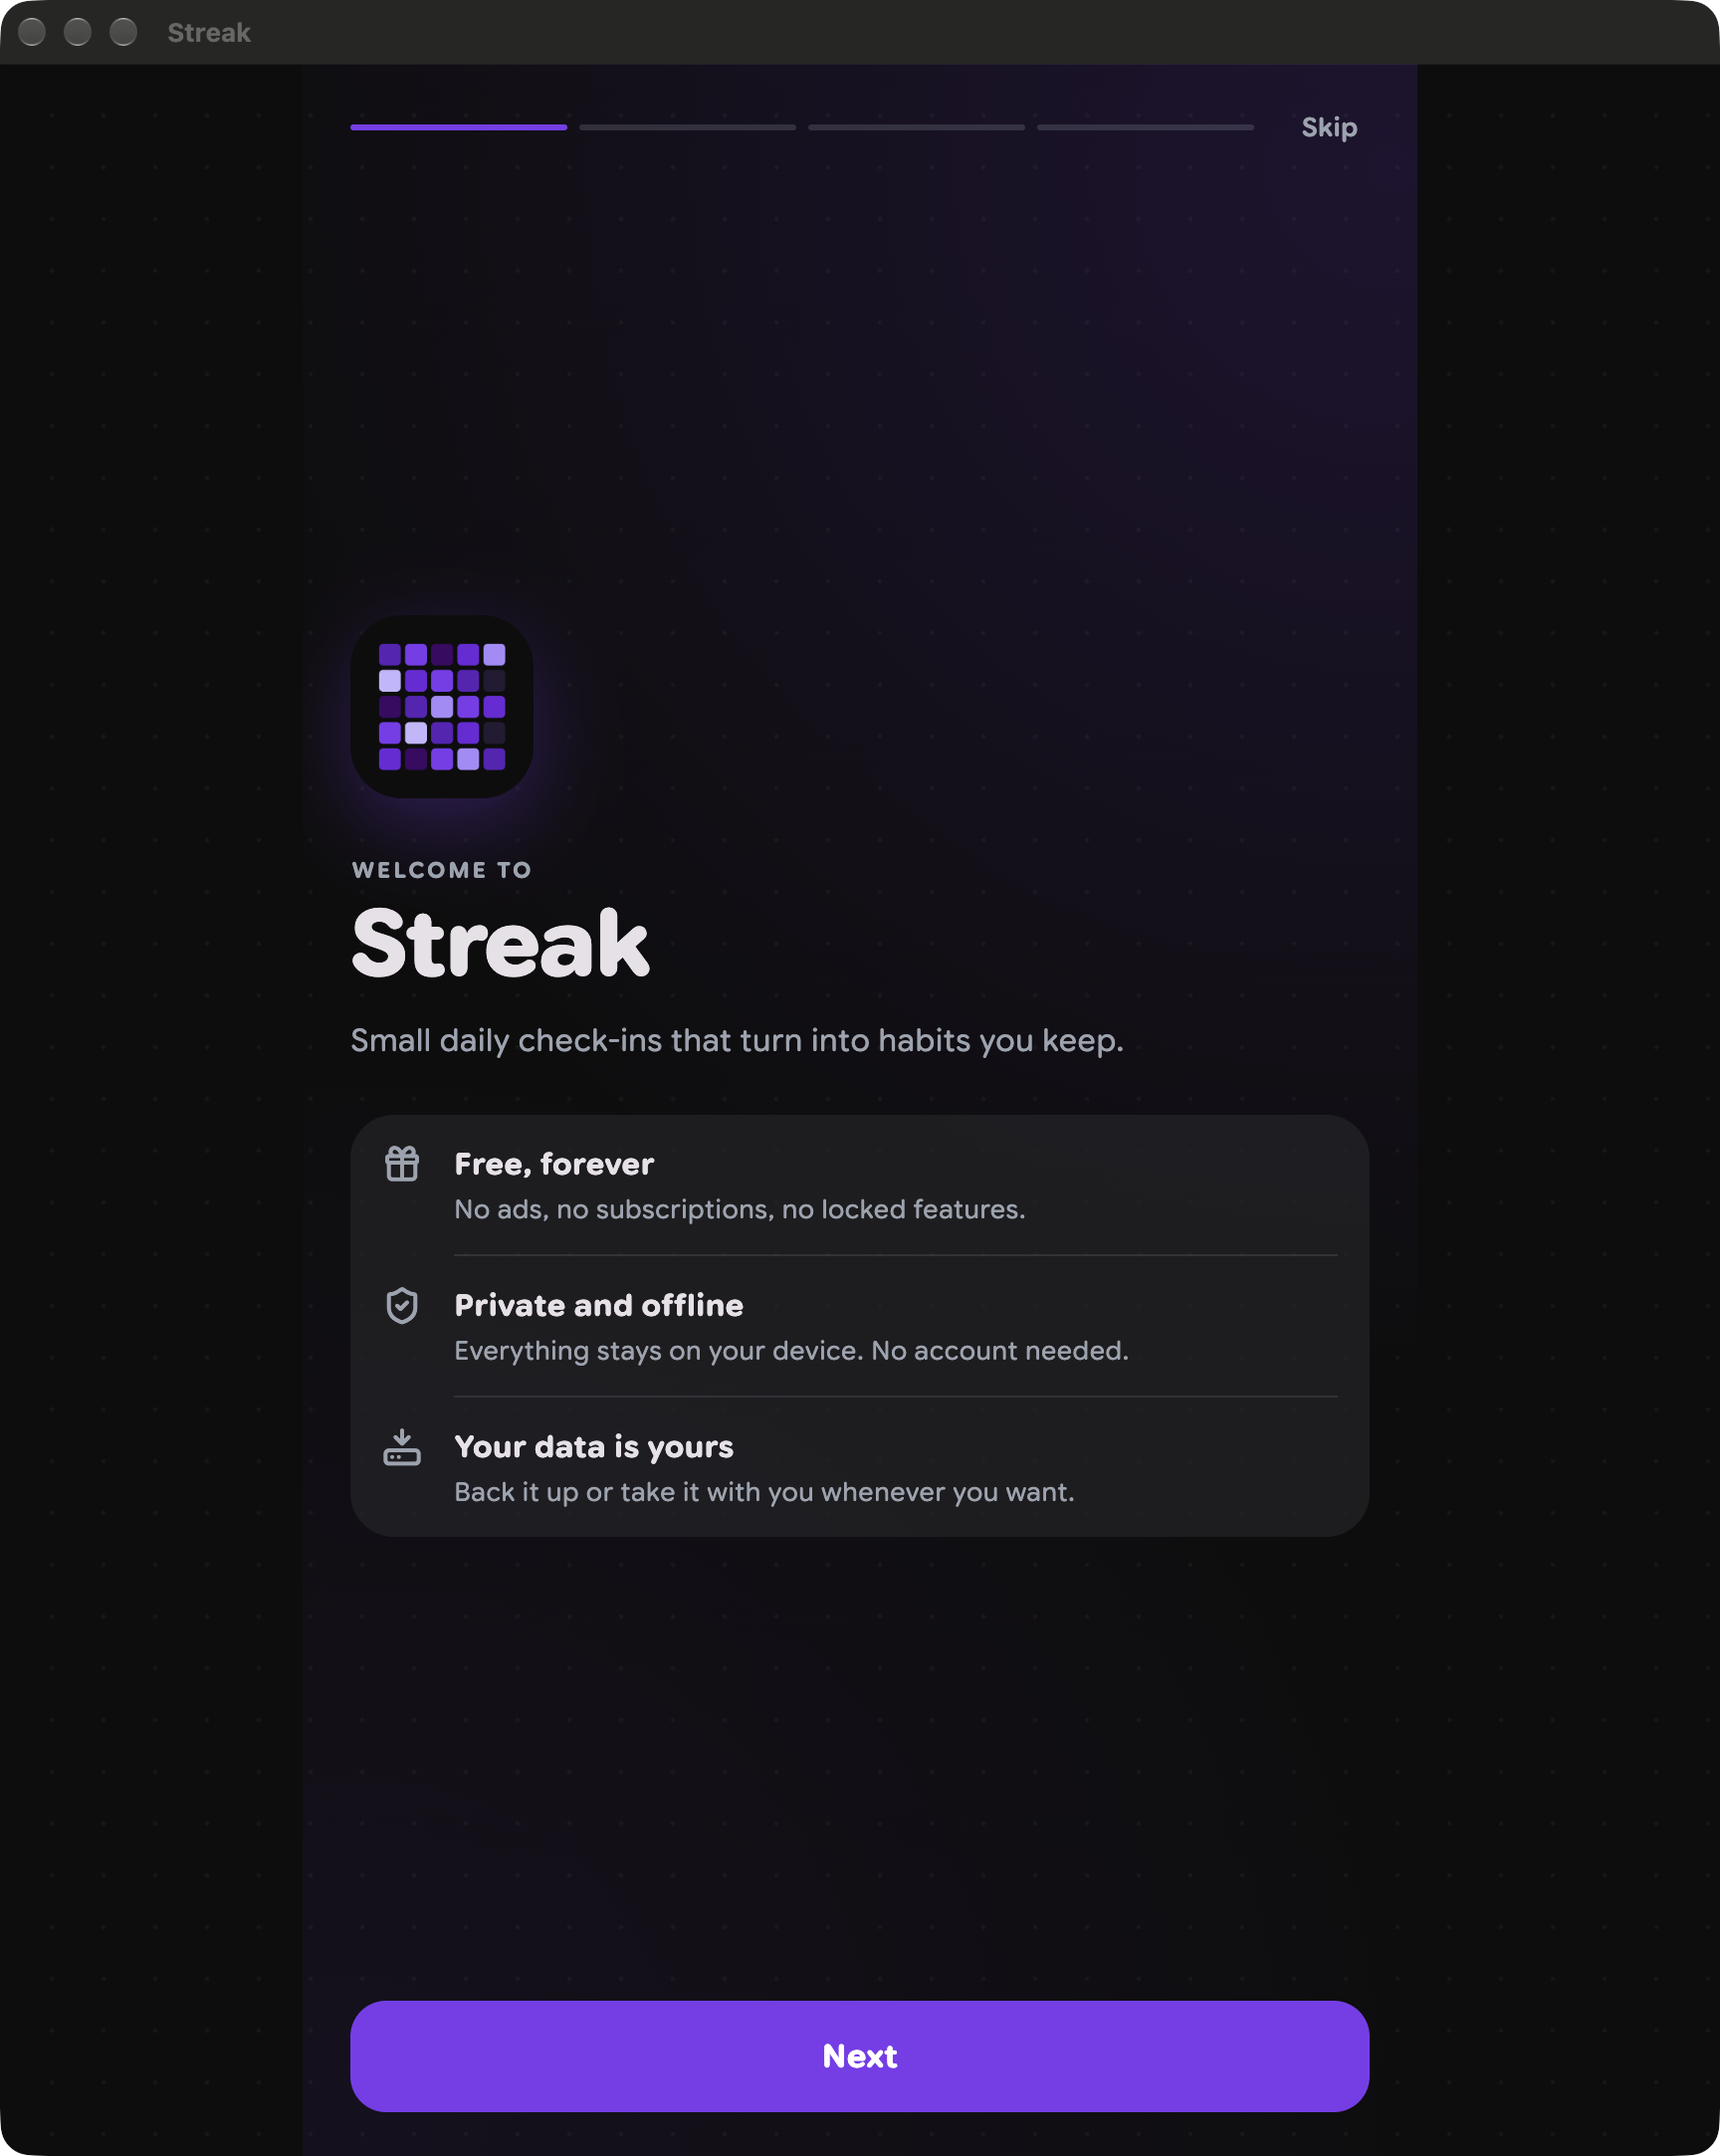 Streak
Skip
WELCOME TO
Streak
Small daily check-ins that turn into habits you keep.
Free, forever
No ads, no subscriptions, no locked features.
Private and offline
Everything stays on your device. No account needed.
Your data is yours
Back it up or take it with you whenever you want.
Next